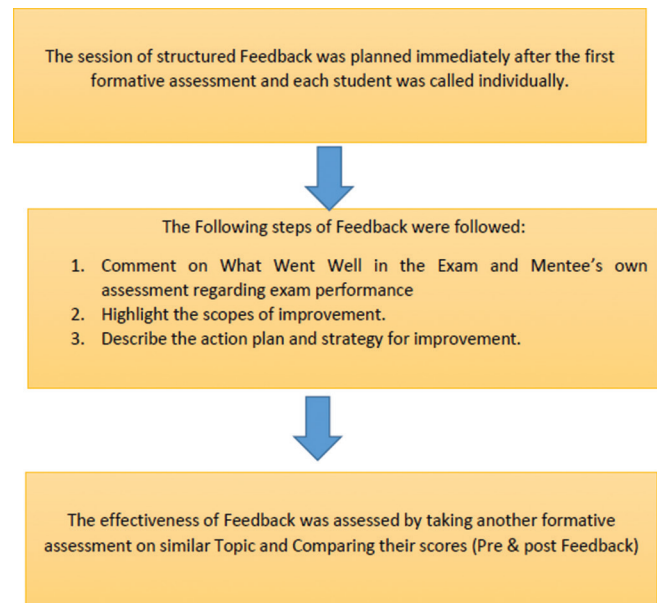 The session of structured Feedback was planned immediately after the first
formative assessment and each student was called individually.
The Following steps of Feedback were followed:
1. Comment on What Went Well in the Exam and Mentee's own
assessment regarding exam performance
2. Highlight the scopes of improvement.
3. Describe the action plan and strategy for improvement.
The effectiveness of Feedback was assessed by taking another formative
assessment on similar Topic and Comparing their scores (Pre & post Feedback)